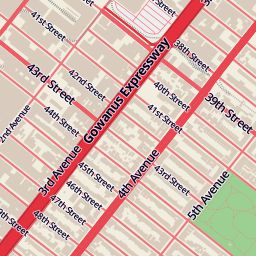 41st Street
38th Street
43rd Street
42nd Street
Gowanus Expressway
40th Street
39th Street
2nd Avenue
44th Street
41st Street
3rd Avenue
45th Street
4th Avenue
43rd Street
46th Street
5th Avenue
47th Street
48th Street